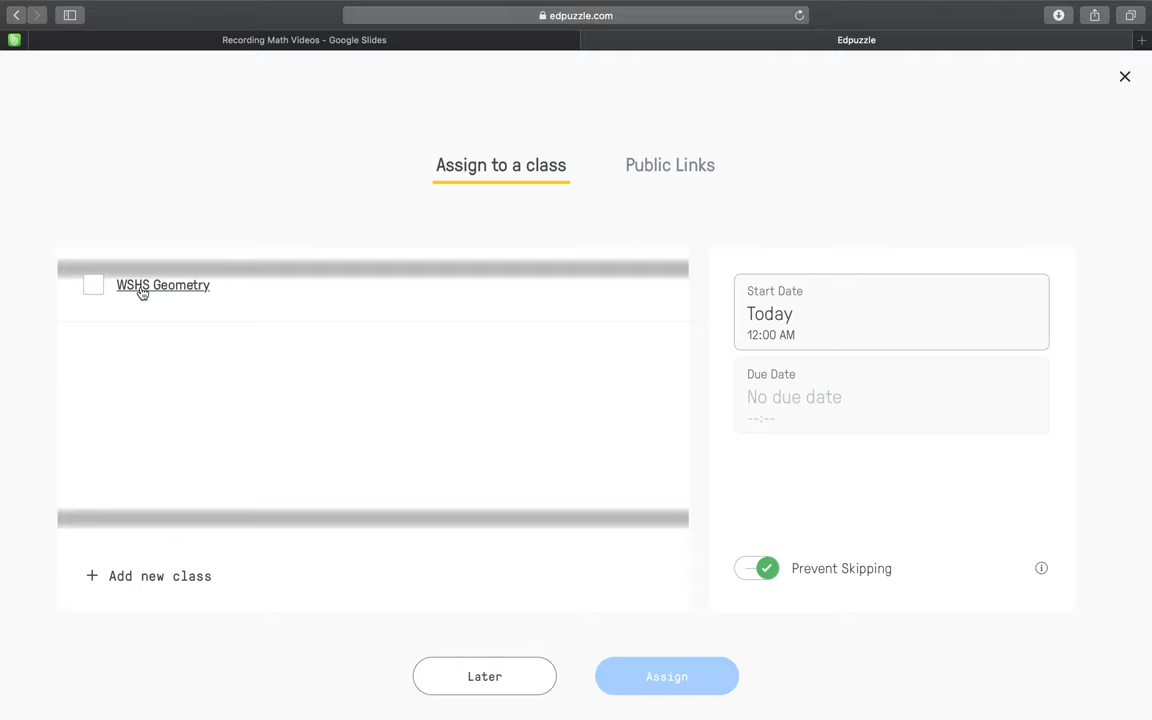 edpuzzle.com
Recording Math Videos - Google Slides
Edpuzzle
Assign to a class
Public Links
WSHS Geometry
Start Date
Today
12:00 AM
Due Date
No due date
--:--
+ Add new class
Prevent Skipping
Later
Assign